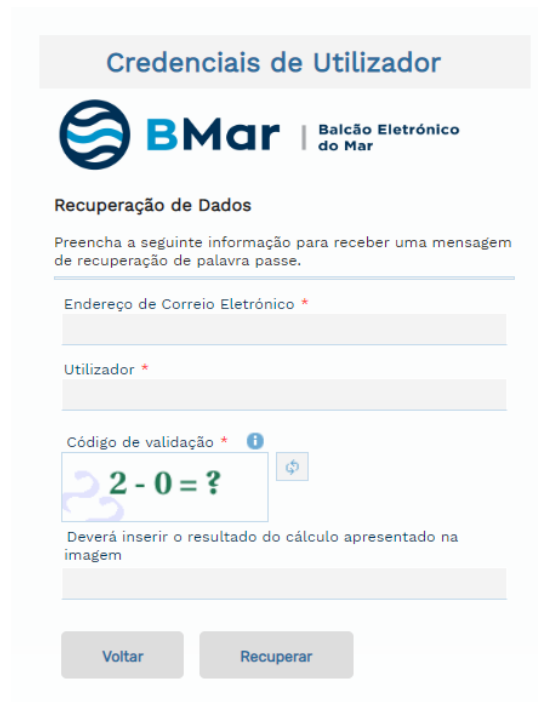 Credenciais de Utilizador
BMar | Balcão Eletrónico
do Mar
Recuperação de Dados
Preencha a seguinte informação para receber uma mensagem
de recuperação de palavra passe.
Endereço de Correio Eletrónico *
Utilizador *
Código de validação *
2 - 0 = ?
Deverá inserir o resultado do cálculo apresentado na
imagem
Voltar Recuperar